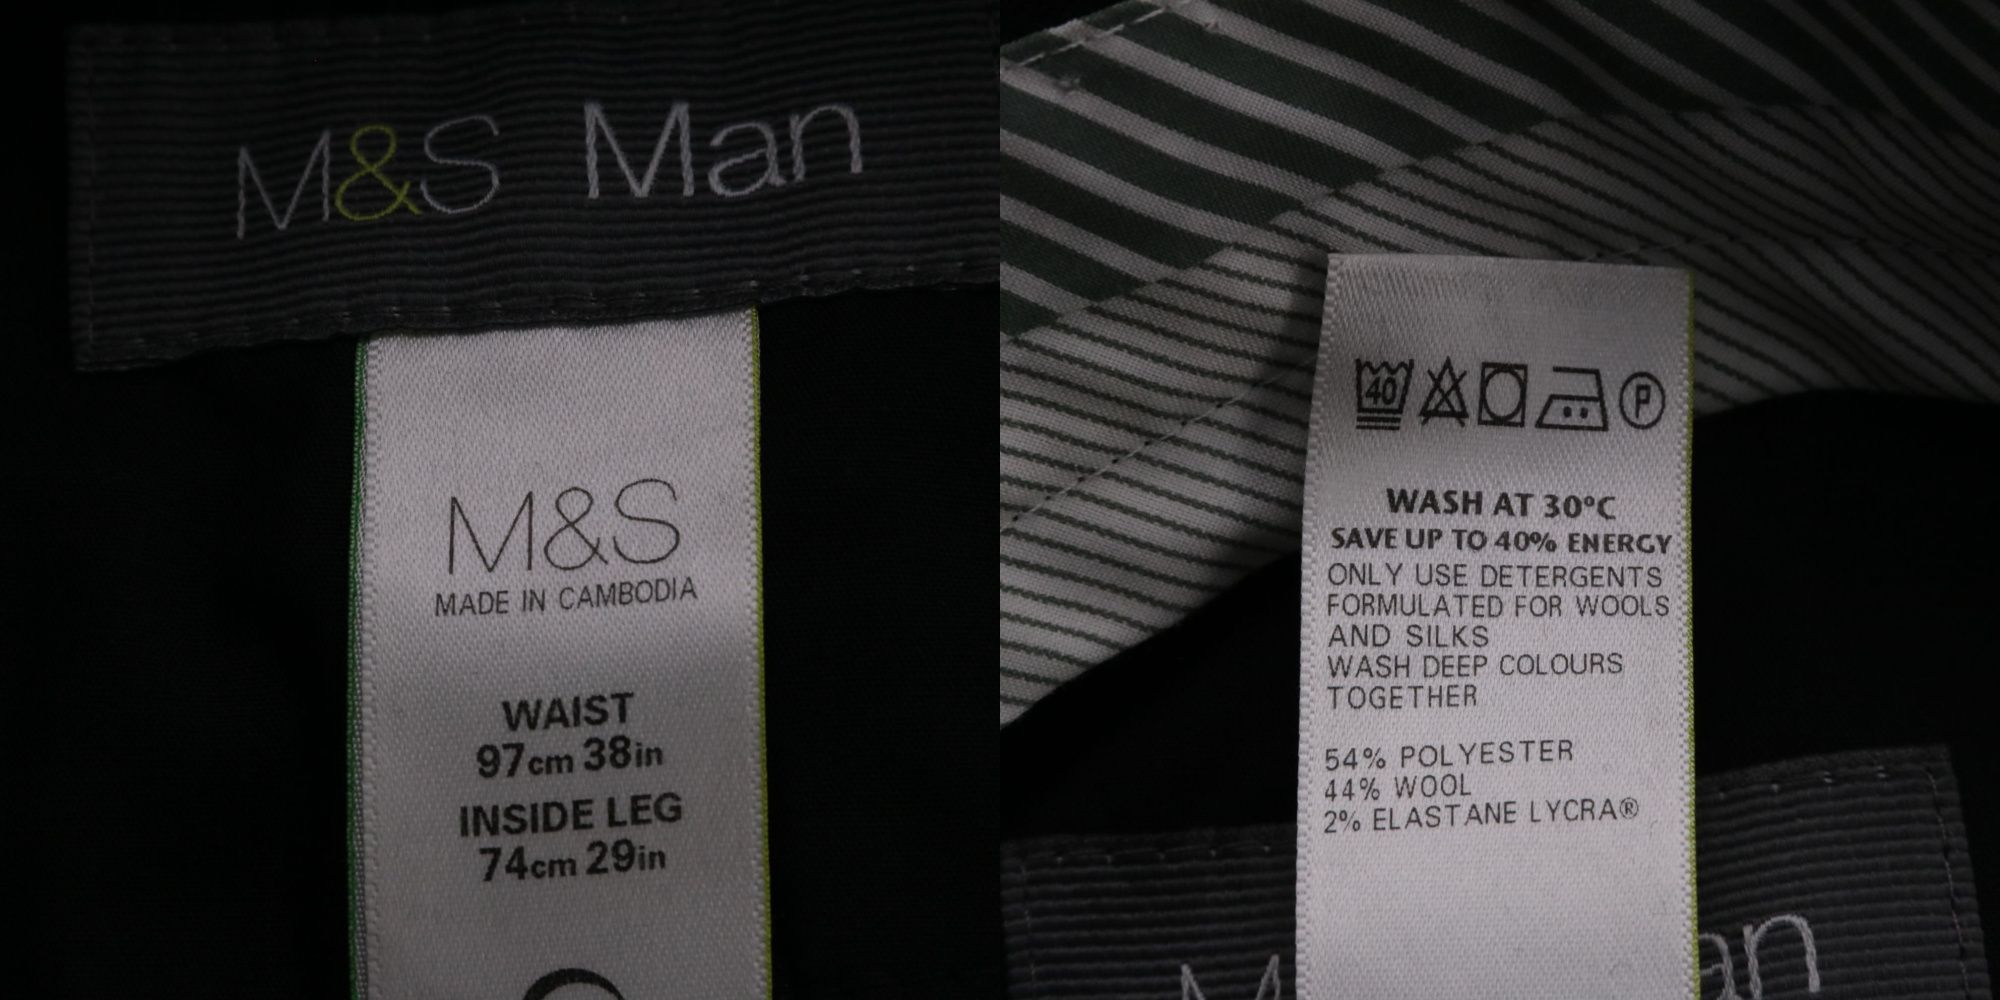 M&S Man
M&S
MADE IN CAMBODIA
WAIST
97cm 38in
INSIDE LEG
74cm 29in
40
P
WASH AT 30°C
SAVE UP TO 40% ENERGY
ONLY USE DETERGENTS
FORMULATED FOR WOOLS
AND SILKS
WASH DEEP COLOURS
TOGETHER
54% POLYESTER
44% WOOL
2% ELASTANE LYCRA®
M
an